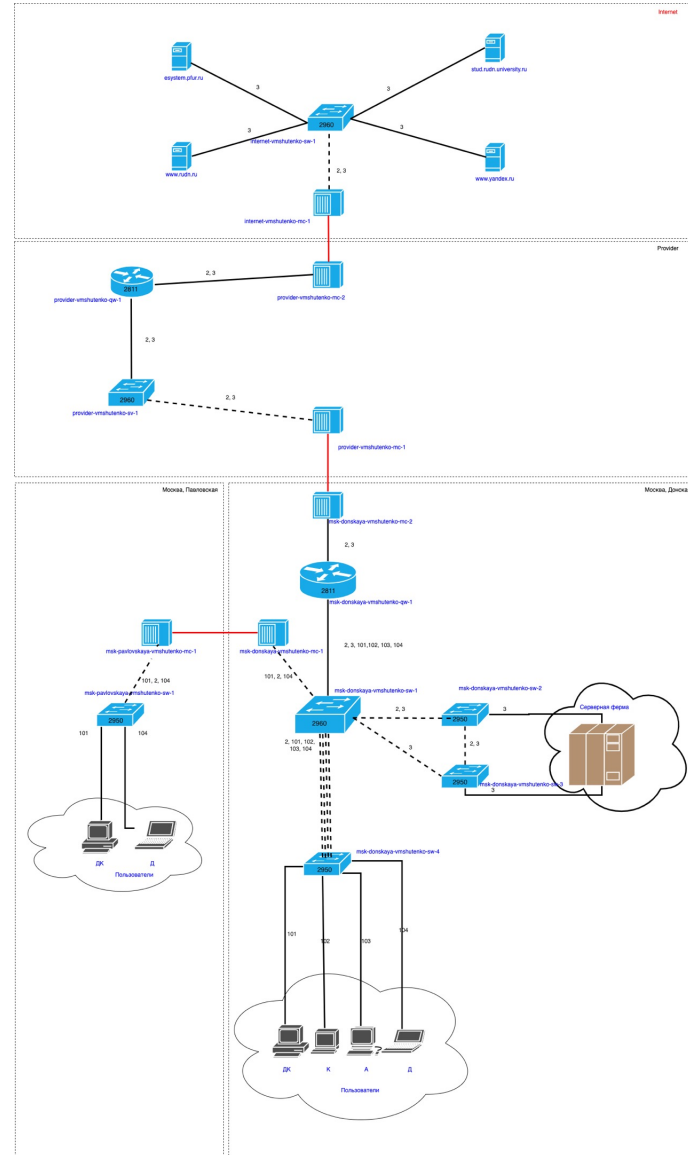 Internet
esystem.pfur.ru
stud.rudn.university.ru
3
3
3
3
2960
internet-vmshutenko-sw-1
www.rudn.ru
www.yandex.ru
2, 3
internet-vmshutenko-mc-1
Provider
2, 3
2811
provider-vmshutenko-qw-1
provider-vmshutenko-mc-2
2, 3
2960
provider-vmshutenko-sv-1
2, 3
provider-vmshutenko-mc-1
Москва, Павловская
Москва, Донска
msk-donskaya-vmshutenko-mc-2
2, 3
2811
msk-donskaya-vmshutenko-qw-1
2, 3, 101,102, 103, 104
msk-pavlovskaya-vmshutenko-mc-1
msk-donskaya-vmshutenko-mc-1
101, 2, 104
101, 2, 104
msk-pavlovskaya-vmshutenko-sw-1
2950
101
104
msk-donskaya-vmshutenko-sw-1
2960
2, 101, 102,
103, 104
msk-donskaya-vmshutenko-sw-2
2, 3
2950
3
2, 3
3
2950
msk-donskaya-vmshutenko-sw-3
3
Серверная ферма
ДК
Д
Пользователи
msk-donskaya-vmshutenko-sw-4
2950
101
102
103
104
ДК
К
А
Д
Пользователи